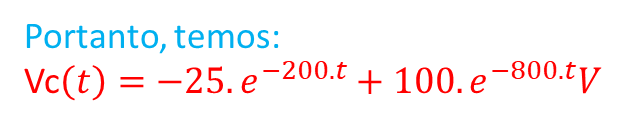 Portanto, temos:
Vc(t) = −25. e^{−200.t} + 100. e^{−800.t}V